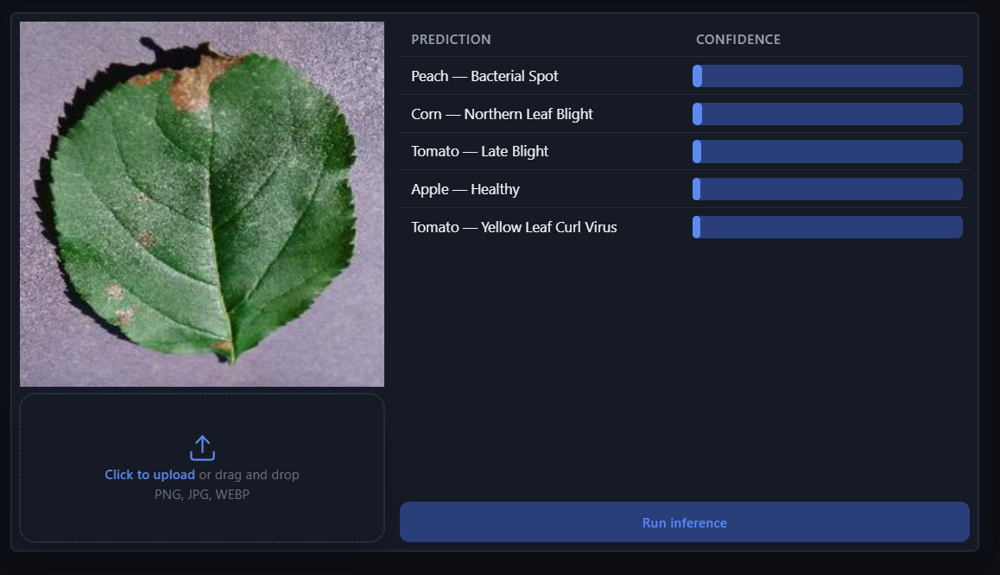 PREDICTION CONFIDENCE
Peach — Bacterial Spot
Corn — Northern Leaf Blight
Tomato — Late Blight
Apple — Healthy
Tomato — Yellow Leaf Curl Virus
Click to upload or drag and drop
PNG, JPG, WEBP
Run inference